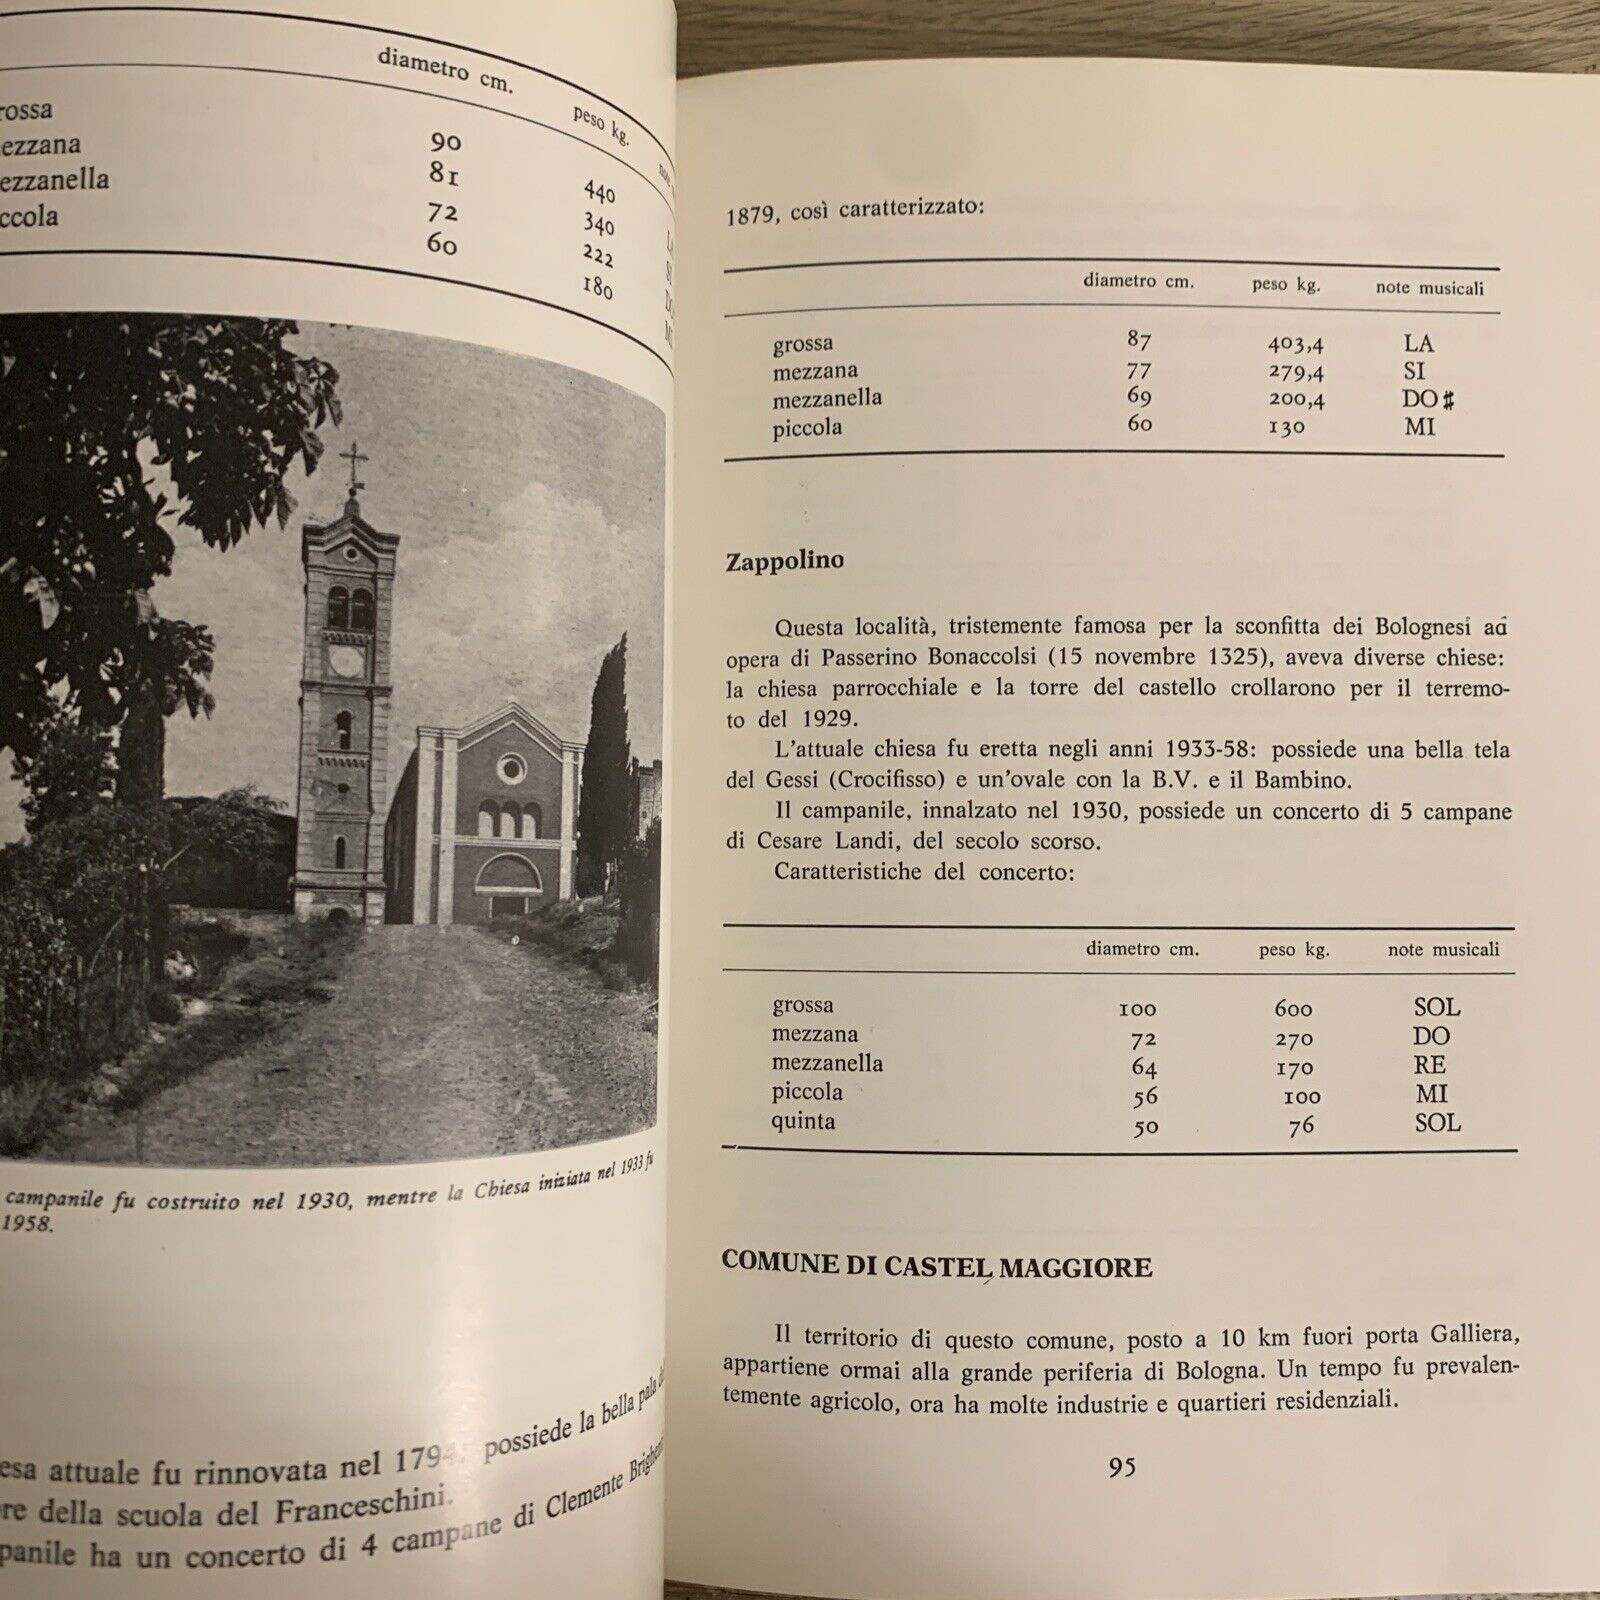 diametro cm.
peso kg.
rossa 90 440
ezzana 81 340
ezzanella 72 222
ccola 60 180
campanile fu costruito nel 1930, mentre la Chiesa iniziata nel 1933 fu
1958.
esa attuale fu rinnovata nel 1794: possiede la bella pala
re della scuola del Franceschini.
panile ha un concerto di 4 campane di Clemente
1879, così caratterizzato:
diametro cm. peso kg. note musicali
grossa 87 403,4 LA
mezzana 77 279,4 SI
mezzanella 69 200,4 DO♯
piccola 60 130 MI
Zappolino
Questa località, tristemente famosa per la sconfitta dei Bolognesi ad
opera di Passerino Bonaccolsi (15 novembre 1325), aveva diverse chiese:
la chiesa parrocchiale e la torre del castello crollarono per il terremo-
to del 1929.
L'attuale chiesa fu eretta negli anni 1933-58: possiede una bella tela
del Gessi (Crocifisso) e un'ovale con la B.V. e il Bambino.
Il campanile, innalzato nel 1930, possiede un concerto di 5 campane
di Cesare Landi, del secolo scorso.
Caratteristiche del concerto:
diametro cm. peso kg. note musicali
grossa 100 600 SOL
mezzana 72 270 DO
mezzanella 64 170 RE
piccola 56 100 MI
quinta 50 76 SOL
COMUNE DI CASTEL MAGGIORE
Il territorio di questo comune, posto a 10 km fuori porta Galliera,
appartiene ormai alla grande periferia di Bologna. Un tempo fu prevalen-
temente agricolo, ora ha molte industrie e quartieri residenziali.
95